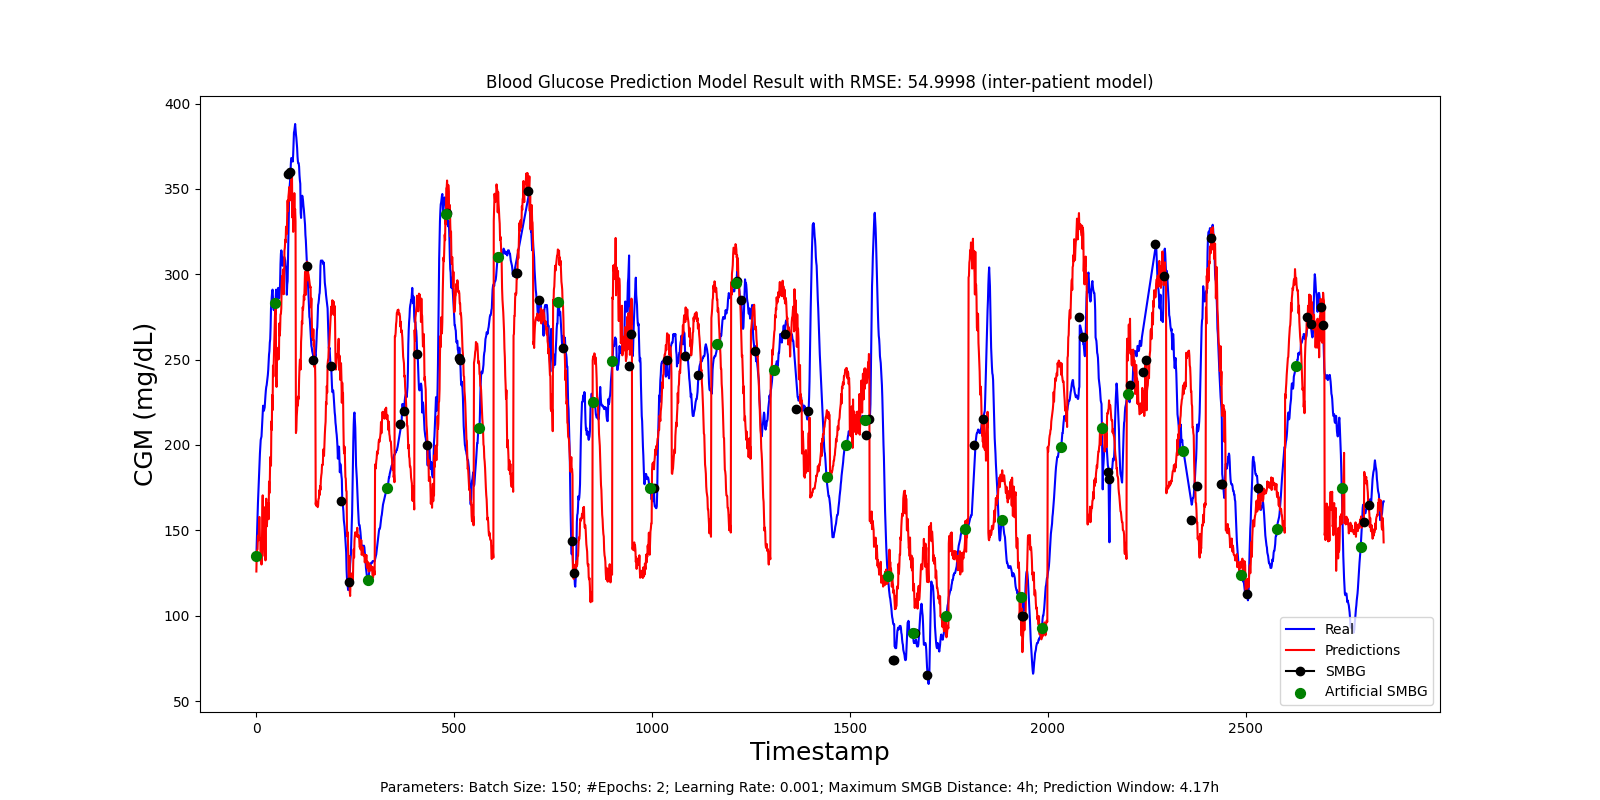 Blood Glucose Prediction Model Result with RMSE: 54.9998 (inter-patient model)
CGM (mg/dL)
400
350
300
250
200
150
100
50
0
500
1000
1500
2000
2500
Real
Predictions
SMBG
Artificial SMBG
Timestamp
Parameters: Batch Size: 150; #Epochs: 2; Learning Rate: 0.001; Maximum SMGB Distance: 4h; Prediction Window: 4.17h